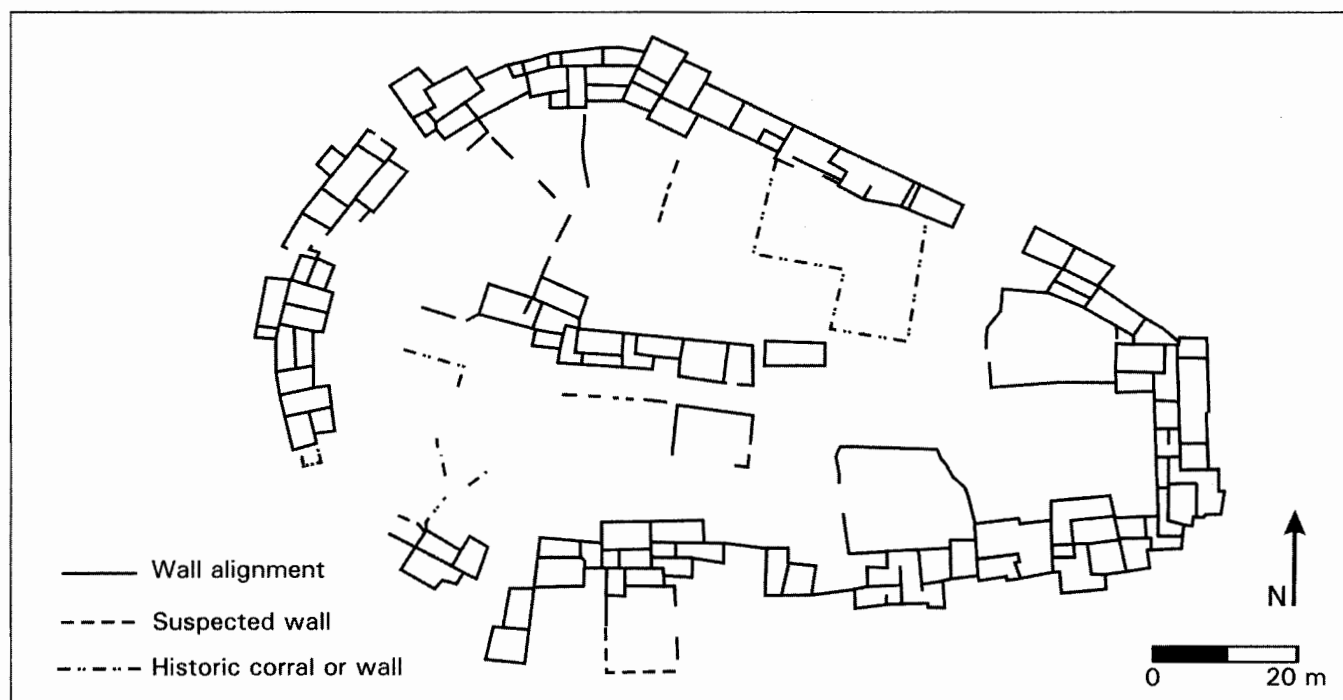 Wall alignment
Suspected wall
Historic corral or wall
N
0 20 m